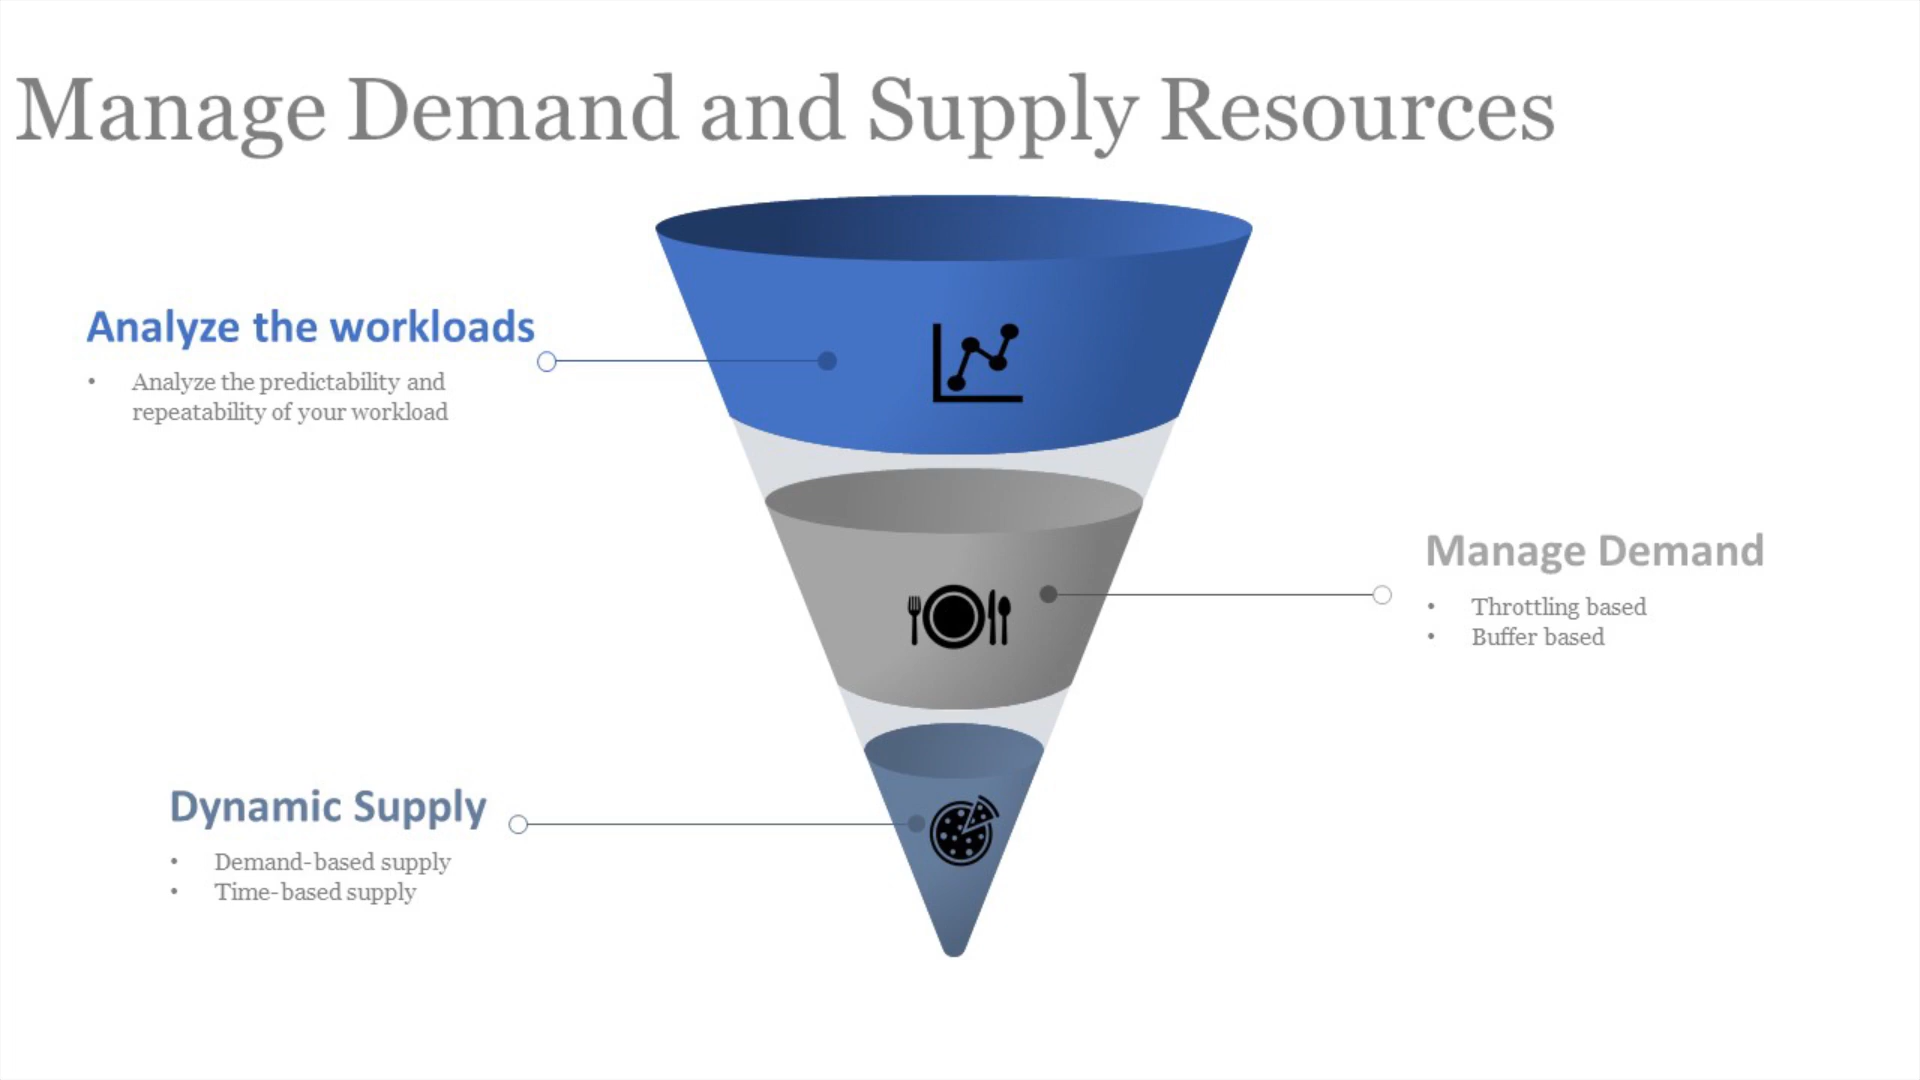 Manage Demand and Supply Resources
Analyze the workloads
• Analyze the predictability and
repeatability of your workload
Manage Demand
• Throttling based
• Buffer based
Dynamic Supply
• Demand-based supply
• Time-based supply